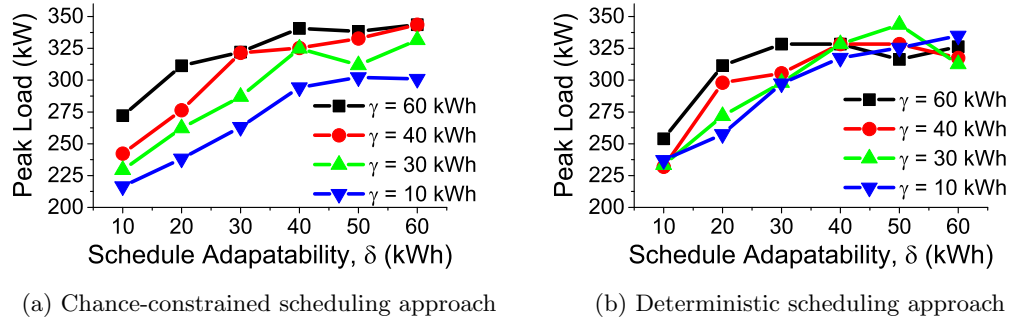 350
325
300
275
250
225
200
Peak Load (kW)
γ = 60 kWh
γ = 40 kWh
γ = 30 kWh
γ = 10 kWh
10 20 30 40 50 60
Schedule Adapatability, δ (kWh)
(a) Chance-constrained scheduling approach
350
325
300
275
250
225
200
Peak Load (kW)
γ = 60 kWh
γ = 40 kWh
γ = 30 kWh
γ = 10 kWh
10 20 30 40 50 60
Schedule Adapatability, δ (kWh)
(b) Deterministic scheduling approach